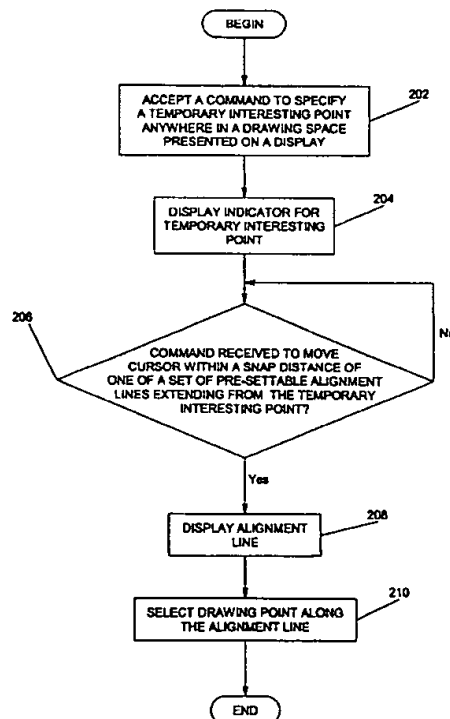 BEGIN
202
ACCEPT A COMMAND TO SPECIFY
A TEMPORARY INTERESTING POINT
ANYWHERE IN A DRAWING SPACE
PRESENTED ON A DISPLAY
204
DISPLAY INDICATOR FOR
TEMPORARY INTERESTING
POINT
206
COMMAND RECEIVED TO MOVE
CURSOR WITHIN A SNAP DISTANCE OF
ONE OF A SET OF PRE-SETTABLE ALIGNMENT
LINES EXTENDING FROM THE TEMPORARY
INTERESTING POINT?
Yes
208
DISPLAY ALIGNMENT
LINE
210
SELECT DRAWING POINT ALONG
THE ALIGNMENT LINE
END